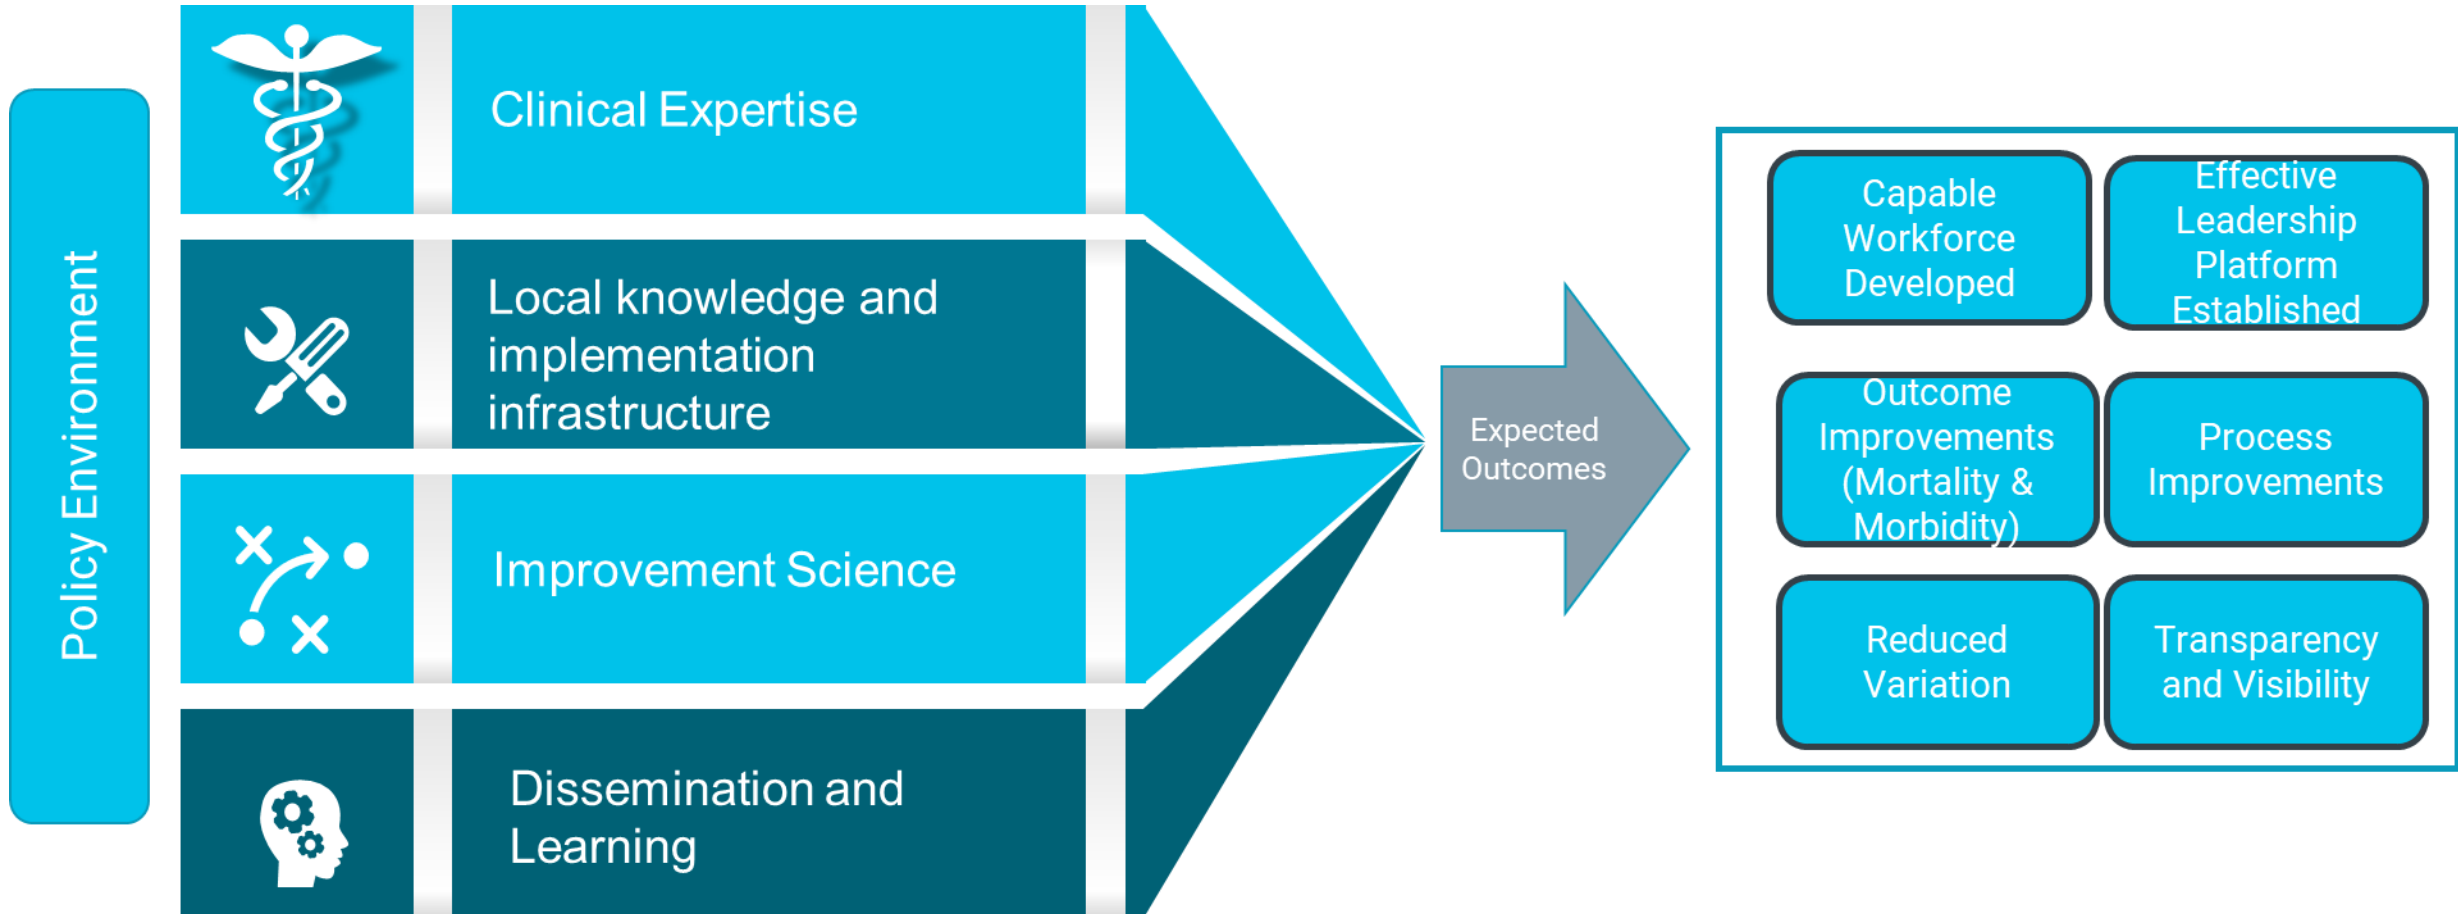 Policy Environment
Clinical Expertise
Local knowledge and
implementation
infrastructure
Improvement Science
Dissemination and
Learning
Expected
Outcomes
Capable
Workforce
Developed
Effective
Leadership
Platform
Established
Outcome
Improvements
(Mortality &
Morbidity)
Process
Improvements
Reduced
Variation
Transparency
and Visibility